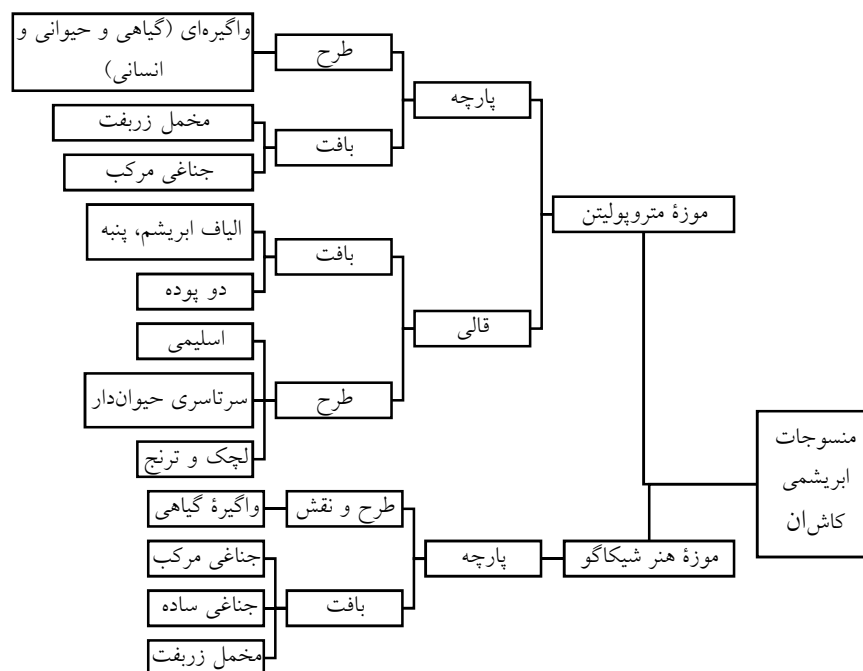 منسوجات
ابریشمی
کاشان
موزهٔ متروپولیتن
پارچه
طرح
واگیره‌ای (گیاهی و حیوانی و
انسانی)
بافت
مخمل زربفت
جناغی مرکب
قالی
بافت
الیاف ابریشم، پنبه
دو پوده
طرح
اسلیمی
سرتاسری حیوان‌دار
لچک و ترنج
موزهٔ هنر شیکاگو
پارچه
طرح و نقش
واگیرهٔ گیاهی
بافت
جناغی مرکب
جناغی ساده
مخمل زربفت